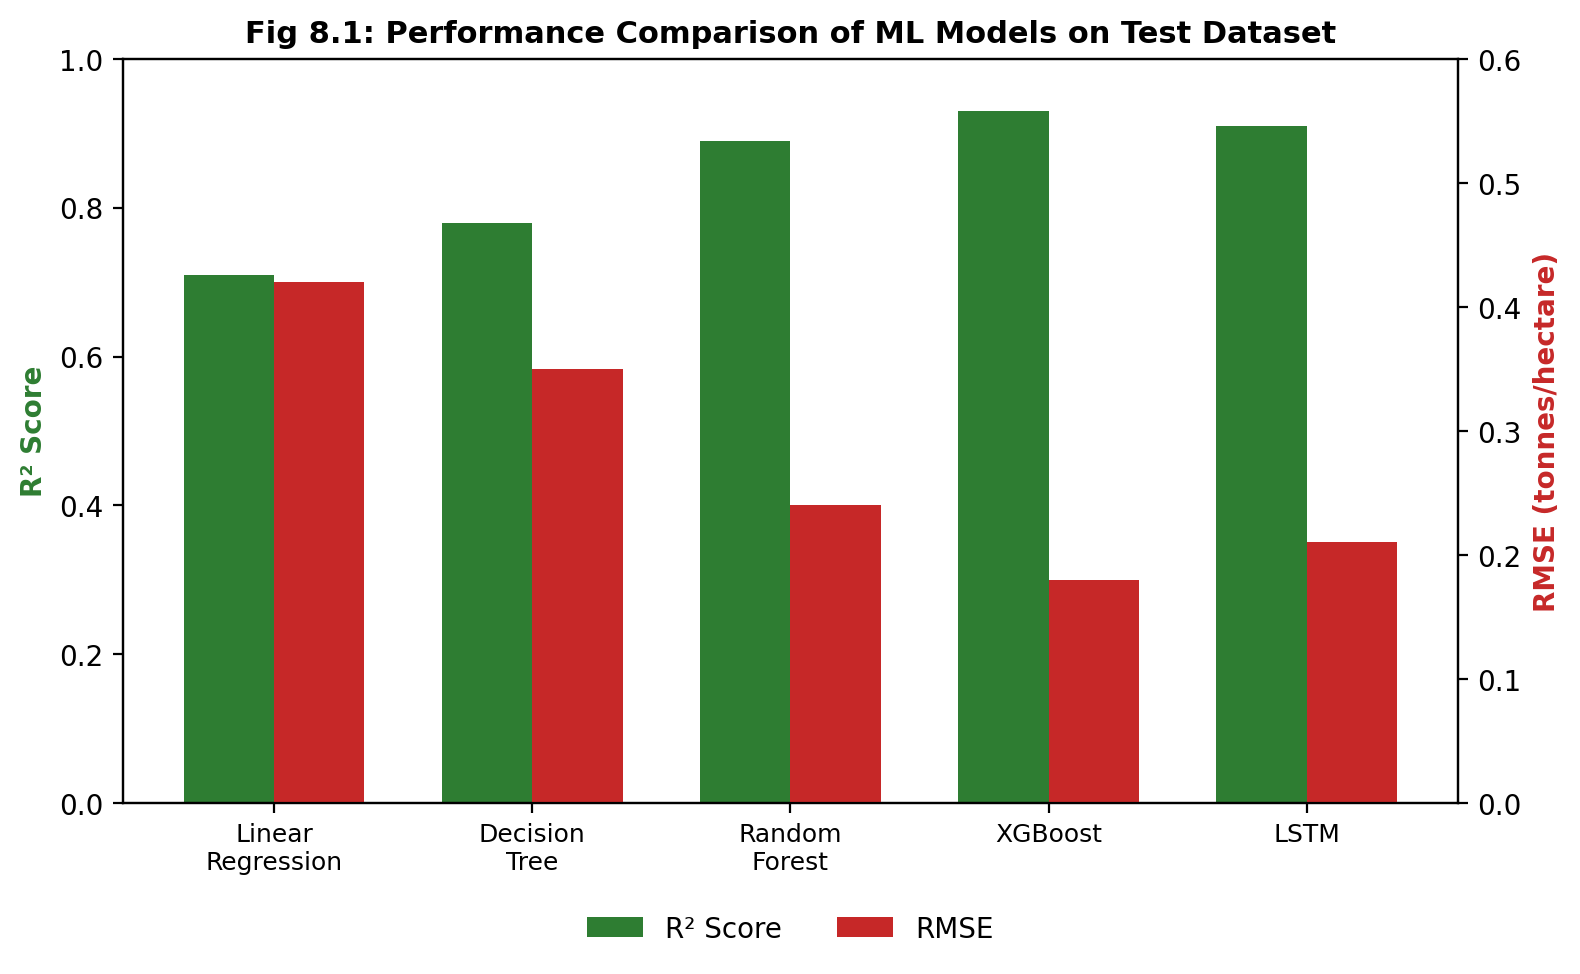 Fig 8.1: Performance Comparison of ML Models on Test Dataset
1.0
0.8
0.6
0.4
0.2
0.0
R² Score
0.6
0.5
0.4
0.3
0.2
0.1
0.0
RMSE (tonnes/hectare)
Linear
Regression
Decision
Tree
Random
Forest
XGBoost
LSTM
R² Score
RMSE